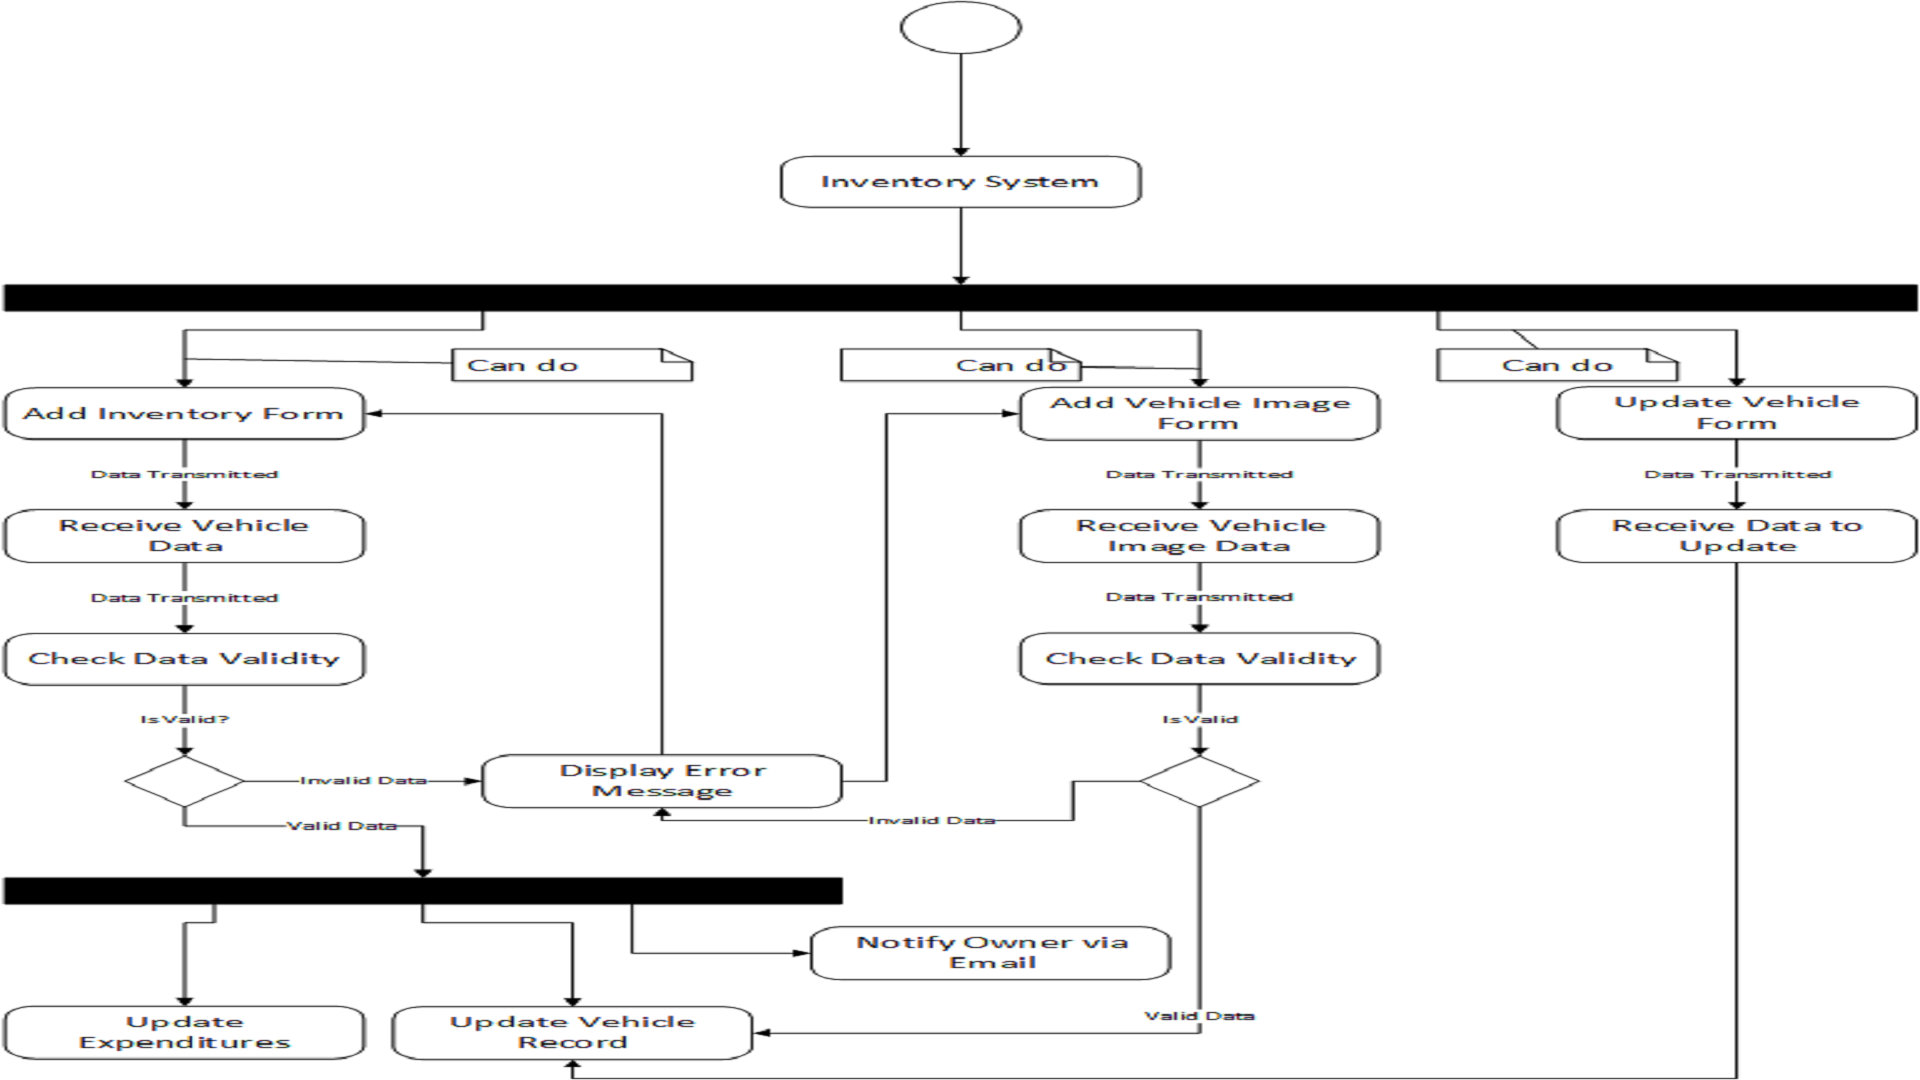 Inventory System
Can do
Can do
Can do
Add Inventory Form
Add Vehicle Image
Form
Update Vehicle
Form
Data Transmitted
Data Transmitted
Data Transmitted
Receive Vehicle
Data
Receive Vehicle
Image Data
Receive Data to
Update
Data Transmitted
Data Transmitted
Check Data Validity
Check Data Validity
Is Valid?
Is Valid
Invalid Data
Display Error
Message
Invalid Data
Valid Data
Notify Owner via
Email
Valid Data
Update
Expenditures
Update Vehicle
Record